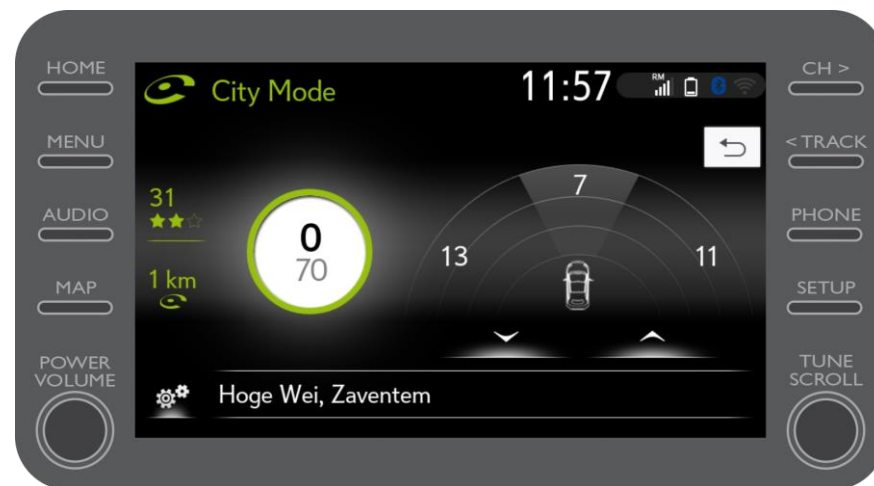 HOME
MENU
AUDIO
MAP
POWER
VOLUME
City Mode
11:57
RM
31
0
70
1 km
7
13
11
Hoge Wei, Zaventem
CH >
< TRACK
PHONE
SETUP
TUNE
SCROLL